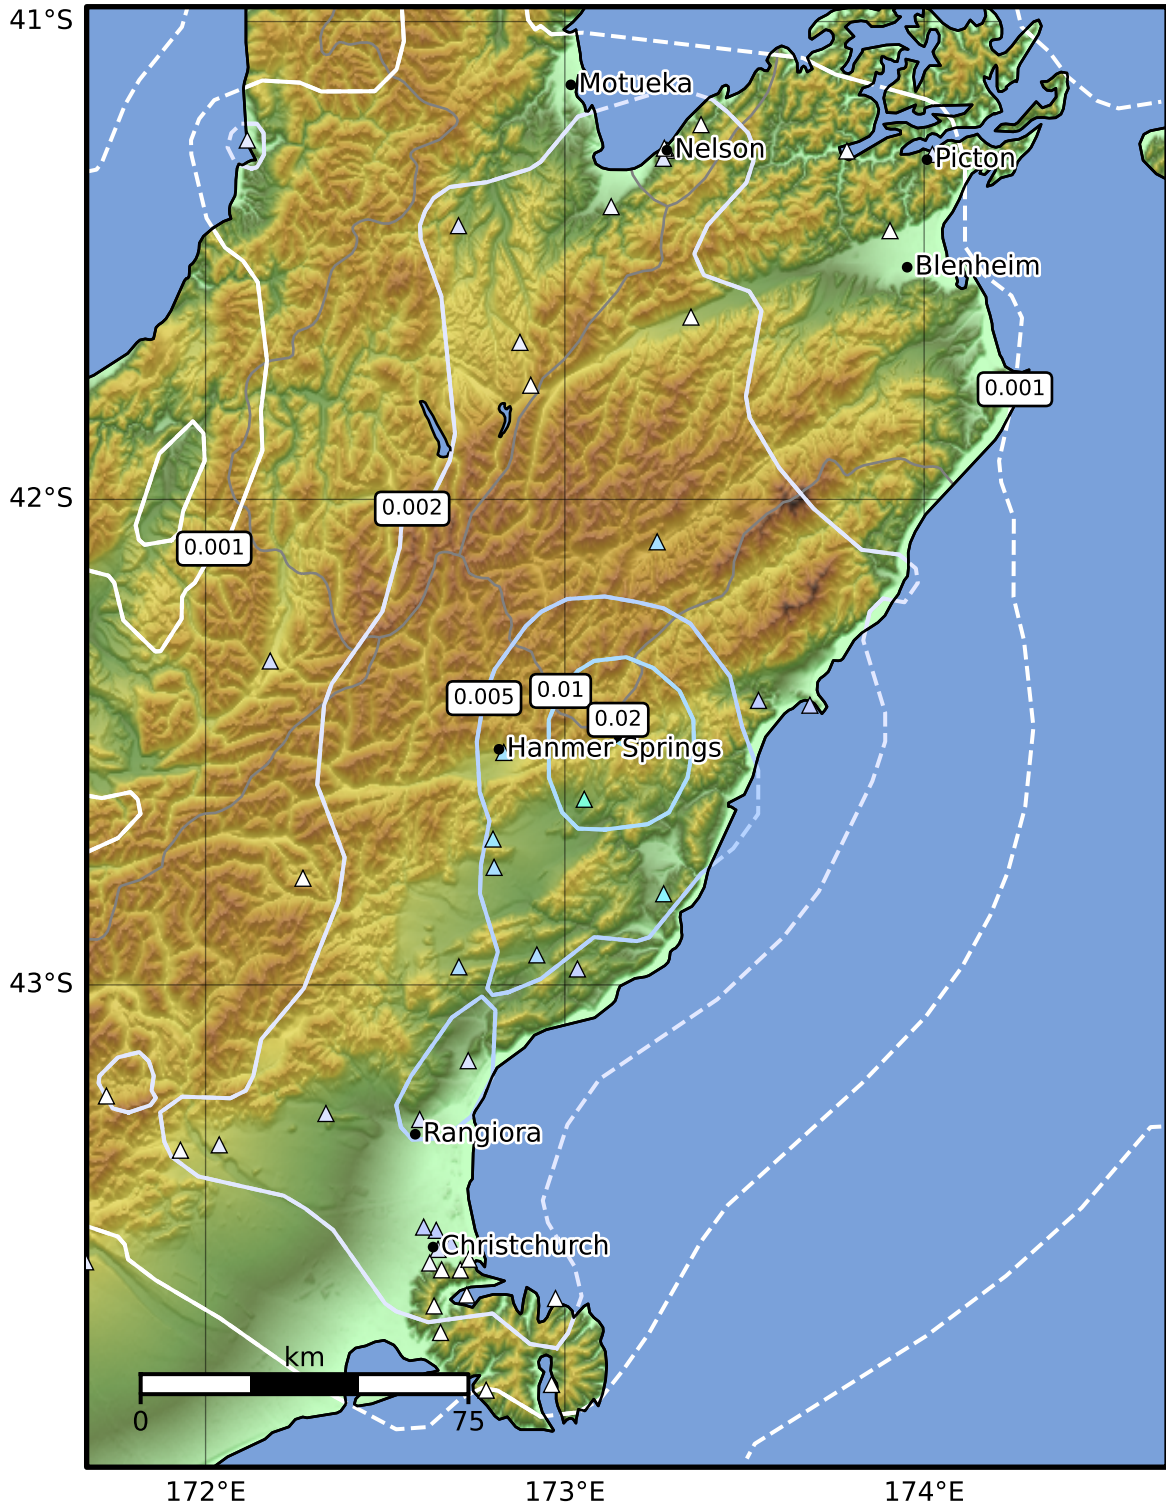 41°S
Motueka
Nelson
Picton
Blenheim
0.001
42°S
0.002
0.001
0.005
0.01
0.02
Hanmer Springs
43°S
Rangiora
Christchurch
km
0
75
172°E
173°E
174°E